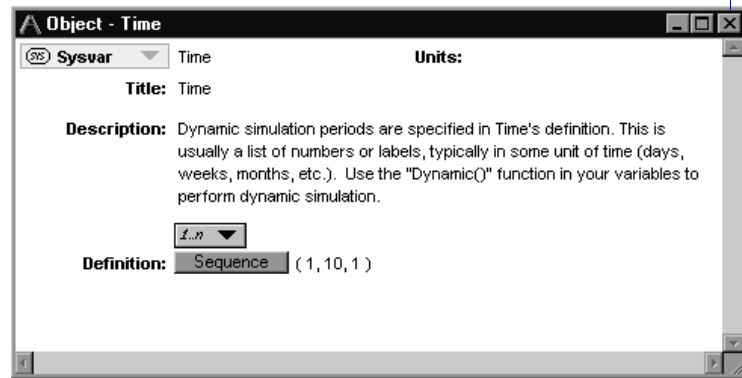 Object - Time
sys Sysvar Time Units:
Title: Time
Description: Dynamic simulation periods are specified in Time's definition. This is
usually a list of numbers or labels, typically in some unit of time (days,
weeks, months, etc.). Use the "Dynamic()" function in your variables to
perform dynamic simulation.
1..n
Definition: Sequence ( 1, 10, 1 )